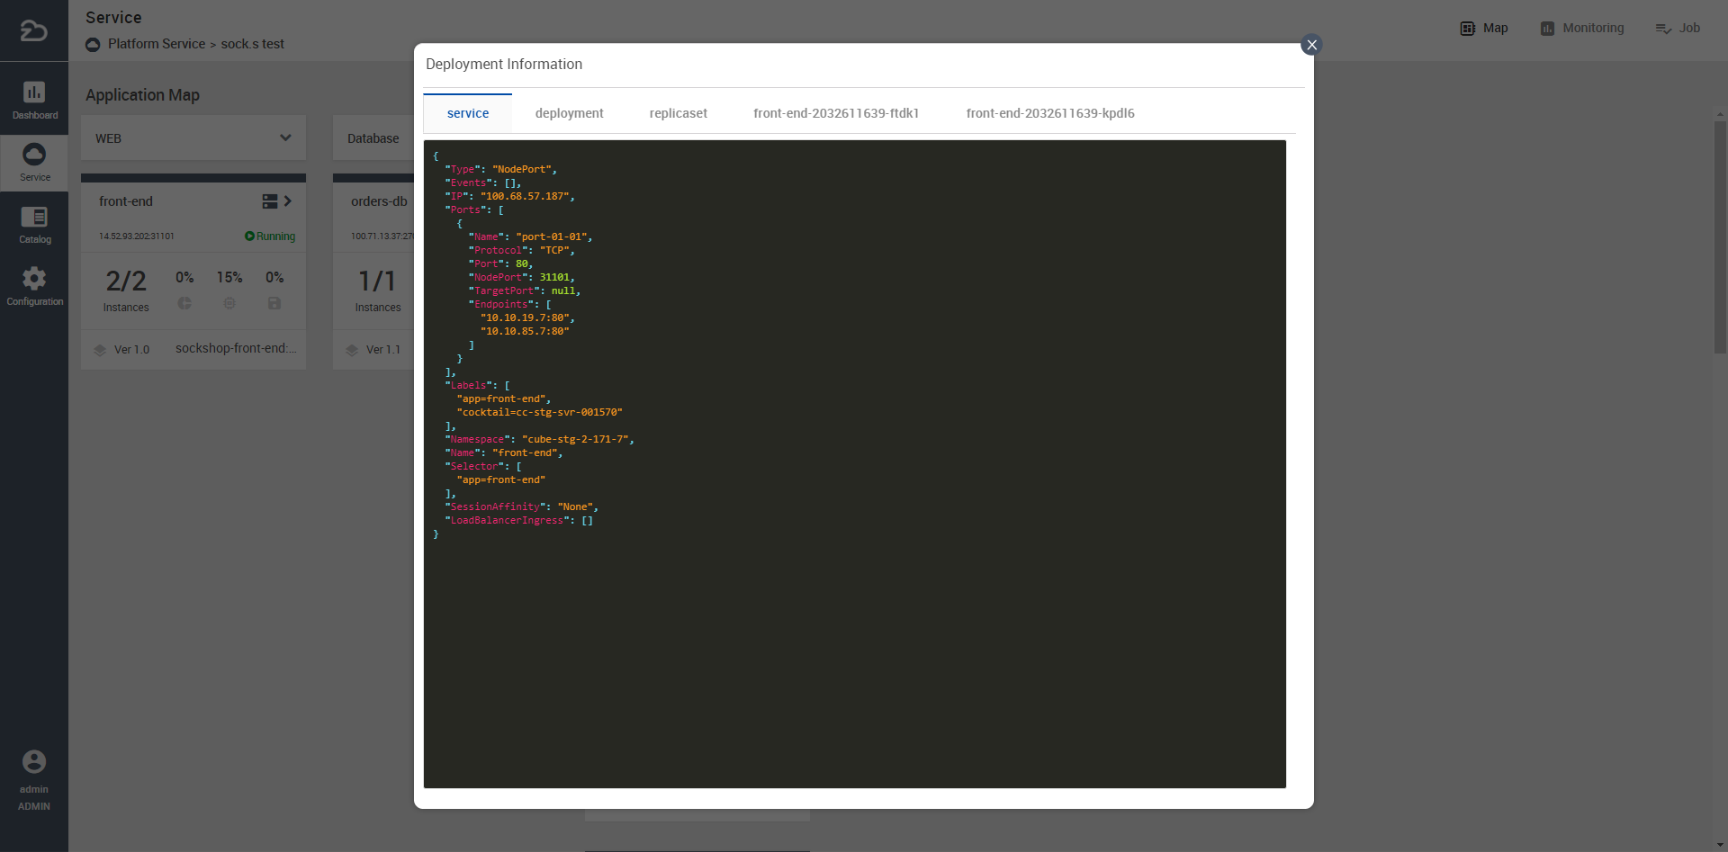 Service
Platform Service > sock.s test
Map
Monitoring
Job
Dashboard
Service
Catalog
Configuration
admin
ADMIN
Application Map
WEB
Database
front-end
14.52.93.202:31101
Running
2/2
Instances
0%
15%
0%
Ver 1.0
sockshop-front-end:...
orders-db
100.71.13.37:27
1/1
Instances
Ver 1.1
Deployment Information
service
deployment
replicaset
front-end-2032611639-ftdk1
front-end-2032611639-kpdl6
{
"Type": "NodePort",
"Events": [],
"IP": "100.68.57.187",
"Ports": [
{
"Name": "port-01-01",
"Protocol": "TCP",
"Port": 80,
"NodePort": 31101,
"TargetPort": null,
"Endpoints": [
"10.10.19.7:80",
"10.10.85.7:80"
]
}
],
"Labels": [
"app=front-end",
"cocktail=cc-stg-svr-001570"
],
"Namespace": "cube-stg-2-171-7",
"Name": "front-end",
"Selector": [
"app=front-end"
],
"SessionAffinity": "None",
"LoadBalancerIngress": []
}